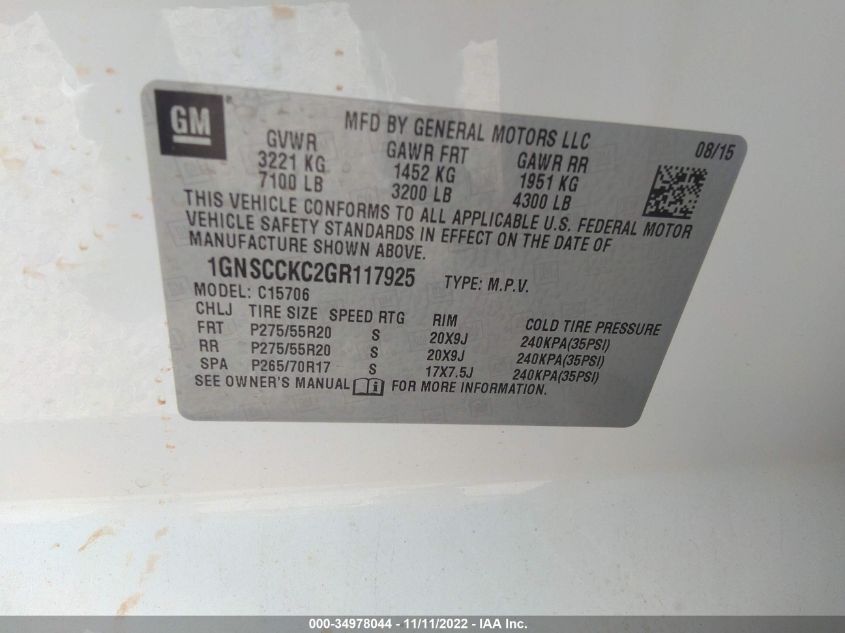 GM ®
MFD BY GENERAL MOTORS LLC 08/15
GVWR GAWR FRT GAWR RR
3221 KG 1452 KG 1951 KG
7100 LB 3200 LB 4300 LB
THIS VEHICLE CONFORMS TO ALL APPLICABLE U.S. FEDERAL MOTOR
VEHICLE SAFETY STANDARDS IN EFFECT ON THE DATE OF
MANUFACTURE SHOWN ABOVE.
1GNSCCKC2GR117925 TYPE: M.P.V.
MODEL: C15706
CHLJ TIRE SIZE SPEED RTG RIM COLD TIRE PRESSURE
FRT P275/55R20 S 20X9J 240KPA(35PSI)
RR P275/55R20 S 20X9J 240KPA(35PSI)
SPA P265/70R17 S 17X7.5J 240KPA(35PSI)
SEE OWNER'S MANUAL FOR MORE INFORMATION.
000-34978044 - 11/11/2022 - IAA Inc.